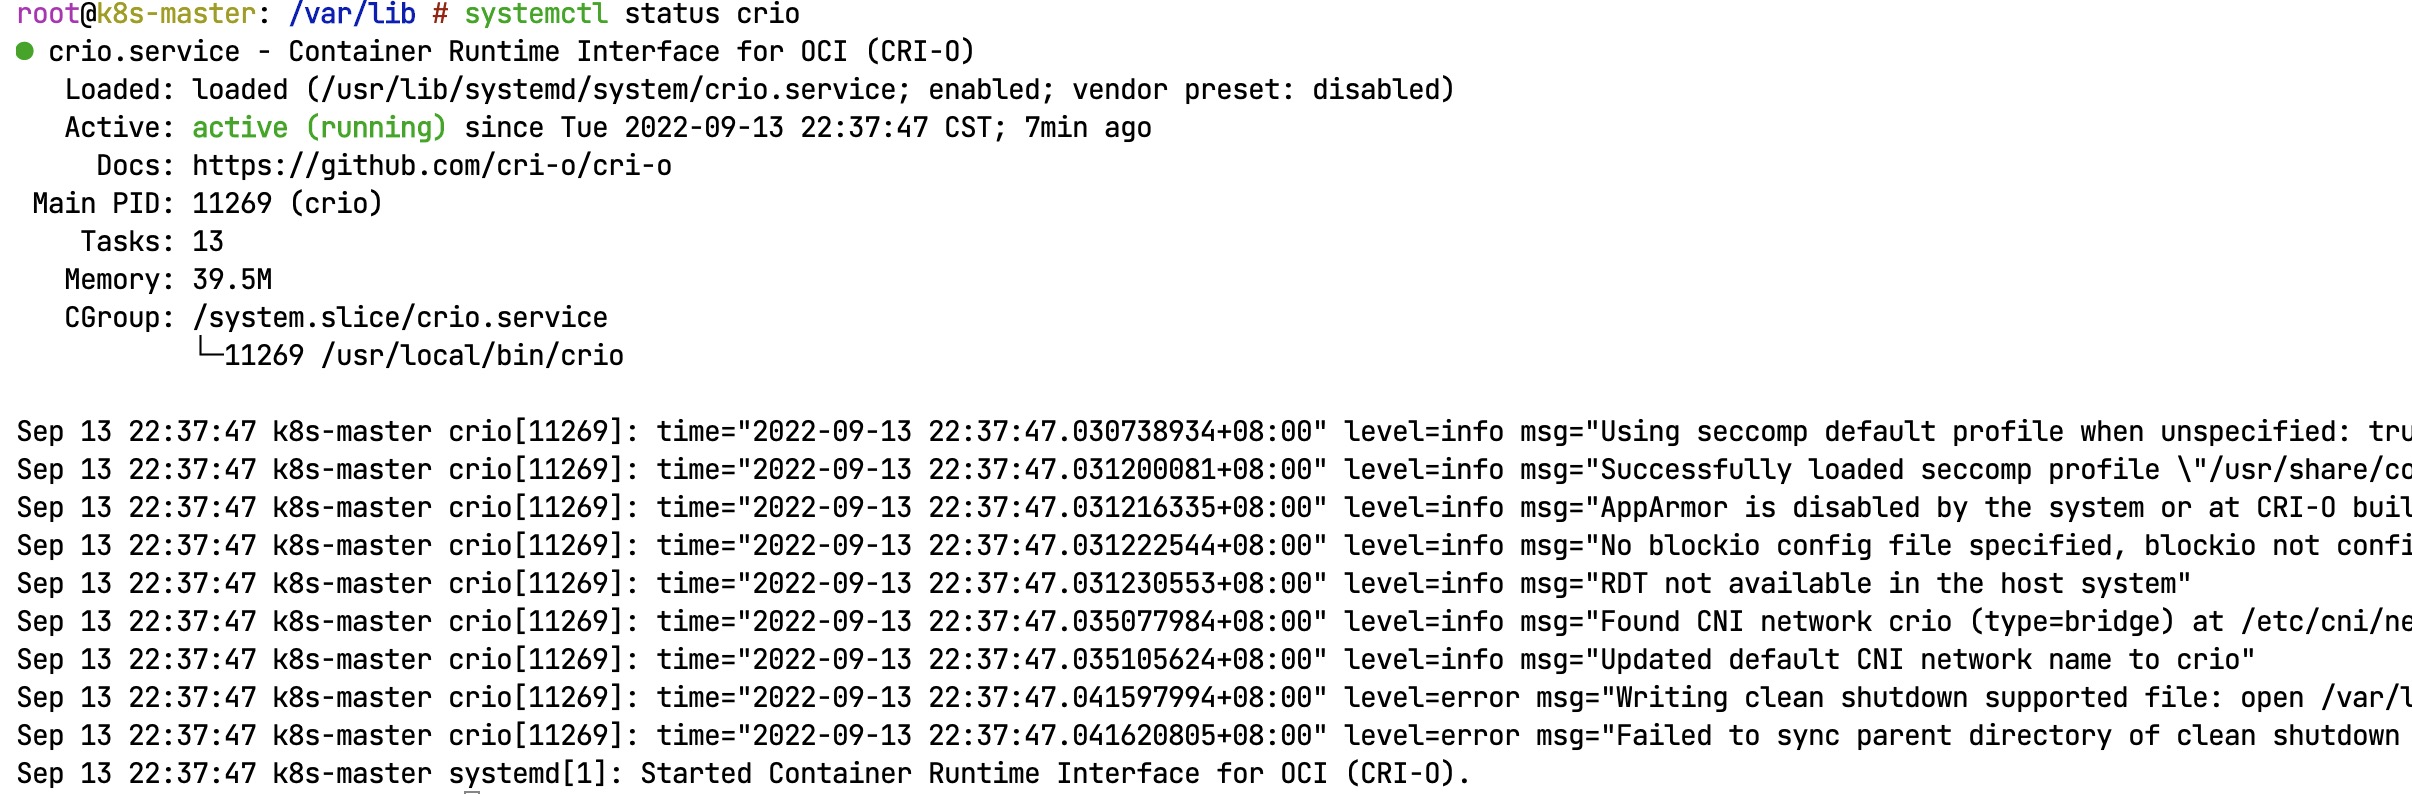 root@k8s-master: /var/lib # systemctl status crio
● crio.service - Container Runtime Interface for OCI (CRI-O)
   Loaded: loaded (/usr/lib/systemd/system/crio.service; enabled; vendor preset: disabled)
   Active: active (running) since Tue 2022-09-13 22:37:47 CST; 7min ago
     Docs: https://github.com/cri-o/cri-o
 Main PID: 11269 (crio)
    Tasks: 13
   Memory: 39.5M
   CGroup: /system.slice/crio.service
           └─11269 /usr/local/bin/crio
Sep 13 22:37:47 k8s-master crio[11269]: time="2022-09-13 22:37:47.030738934+08:00" level=info msg="Using seccomp default profile when unspecified: tru
Sep 13 22:37:47 k8s-master crio[11269]: time="2022-09-13 22:37:47.031200081+08:00" level=info msg="Successfully loaded seccomp profile \"/usr/share/co
Sep 13 22:37:47 k8s-master crio[11269]: time="2022-09-13 22:37:47.031216335+08:00" level=info msg="AppArmor is disabled by the system or at CRI-O buil
Sep 13 22:37:47 k8s-master crio[11269]: time="2022-09-13 22:37:47.031222544+08:00" level=info msg="No blockio config file specified, blockio not confi
Sep 13 22:37:47 k8s-master crio[11269]: time="2022-09-13 22:37:47.031230553+08:00" level=info msg="RDT not available in the host system"
Sep 13 22:37:47 k8s-master crio[11269]: time="2022-09-13 22:37:47.035077984+08:00" level=info msg="Found CNI network crio (type=bridge) at /etc/cni/ne
Sep 13 22:37:47 k8s-master crio[11269]: time="2022-09-13 22:37:47.035105624+08:00" level=info msg="Updated default CNI network name to crio"
Sep 13 22:37:47 k8s-master crio[11269]: time="2022-09-13 22:37:47.041597994+08:00" level=error msg="Writing clean shutdown supported file: open /var/l
Sep 13 22:37:47 k8s-master crio[11269]: time="2022-09-13 22:37:47.041620805+08:00" level=error msg="Failed to sync parent directory of clean shutdown
Sep 13 22:37:47 k8s-master systemd[1]: Started Container Runtime Interface for OCI (CRI-O).